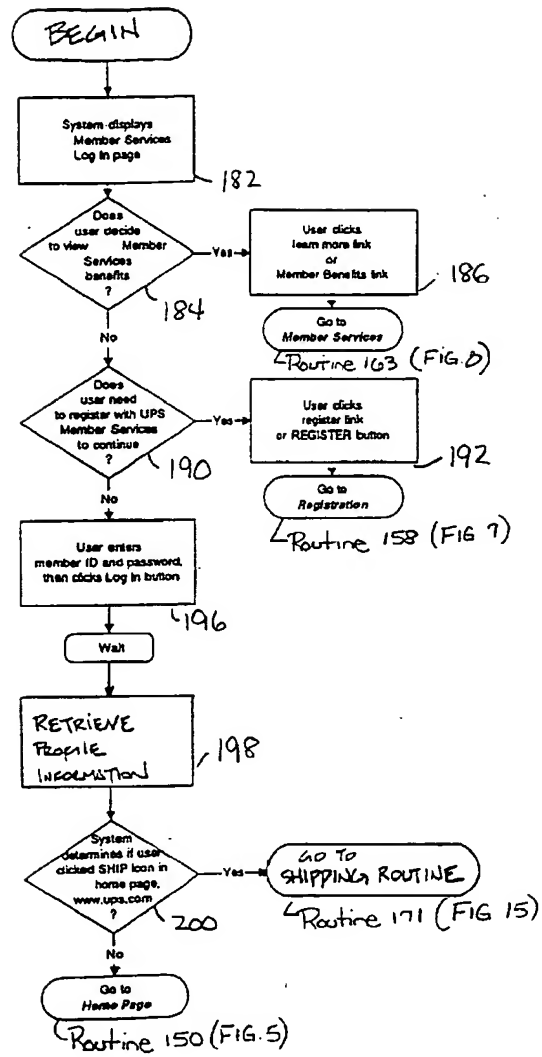 BEGIN
System displays
Member Services
Log In page
182
Does
user decide
to view Member
Services
benefits
?
184
Yes
User clicks
learn more link
or
Member Benefits link
186
Go to
Member Services
Routine 163 (FIG. 8)
No
Does
user need
to register with UPS
Member Services
to continue
?
190
Yes
User clicks
register link
or REGISTER button
192
Go to
Registration
Routine 158 (FIG 7)
No
User enters
member ID and password,
then clicks Log In button
196
Wait
RETRIEVE
PROFILE
INFORMATION
198
System
determines if user
clicked SHIP icon in
home page,
www.ups.com
?
200
Yes
GO TO
SHIPPING ROUTINE
Routine 171 (FIG 15)
No
Go to
Home Page
Routine 150 (FIG. 5)